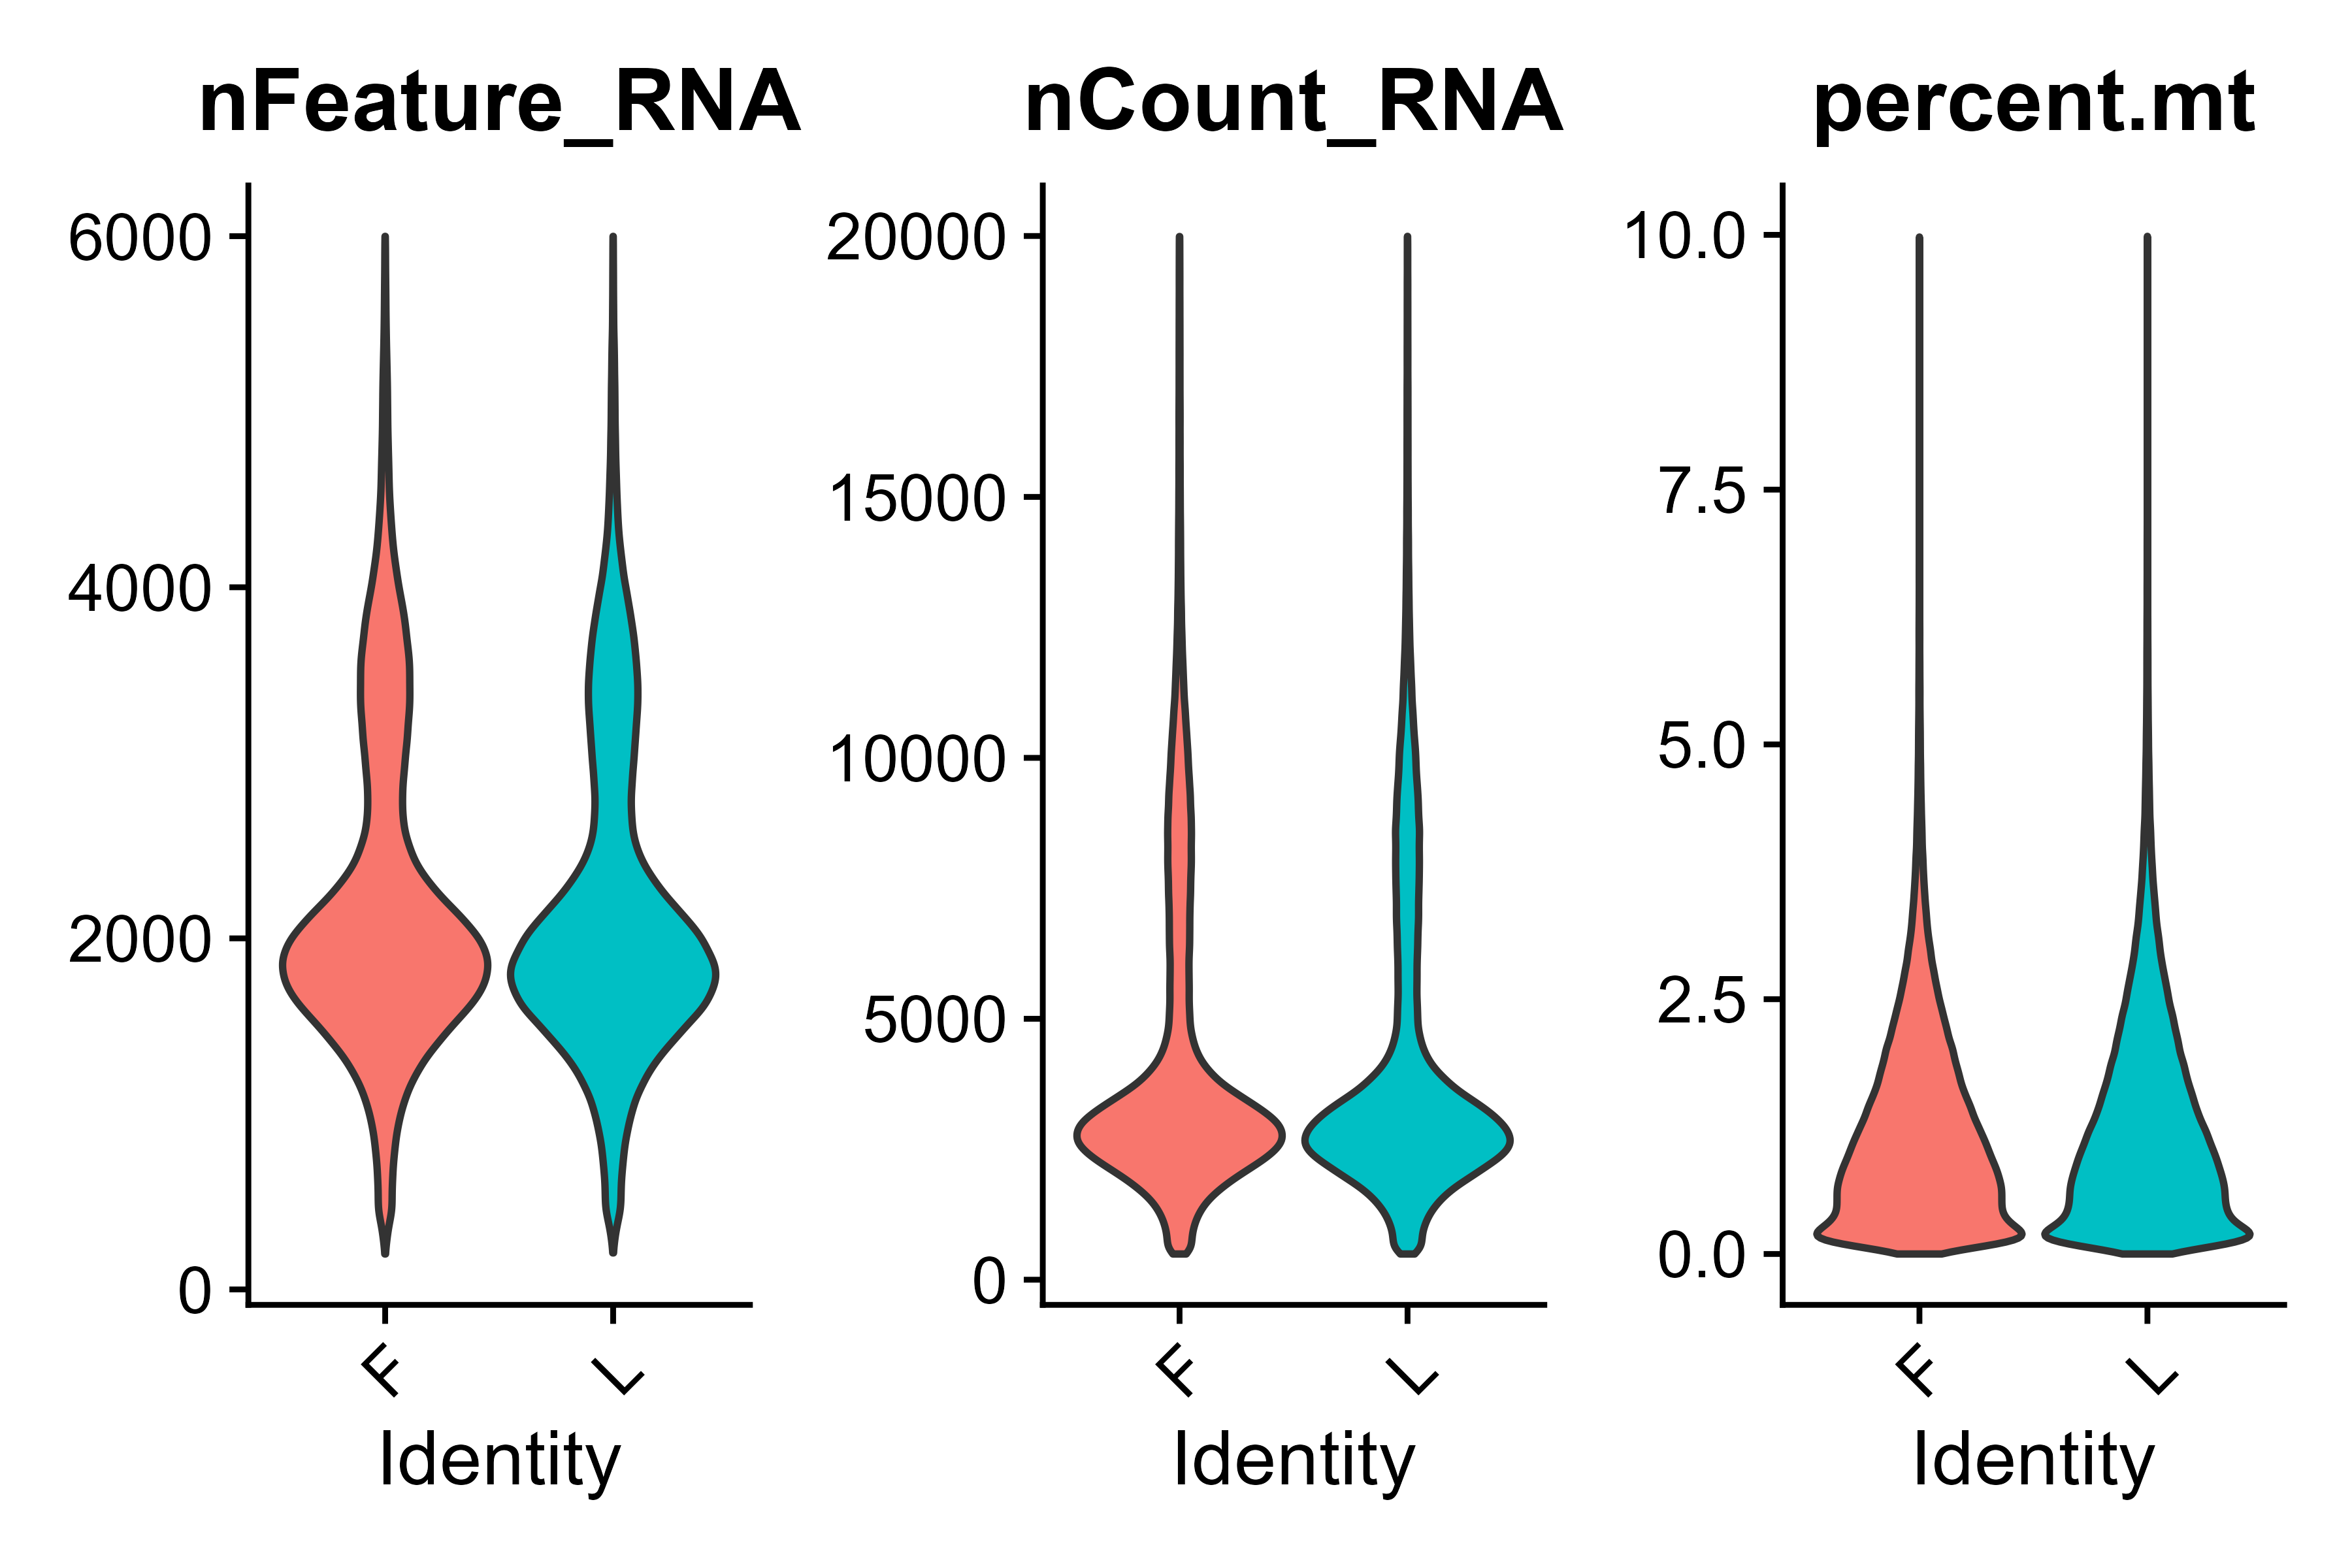 nFeature_RNA
6000
4000
2000
0
F
L
Identity
nCount_RNA
20000
15000
10000
5000
0
F
L
Identity
percent.mt
10.0
7.5
5.0
2.5
0.0
F
L
Identity